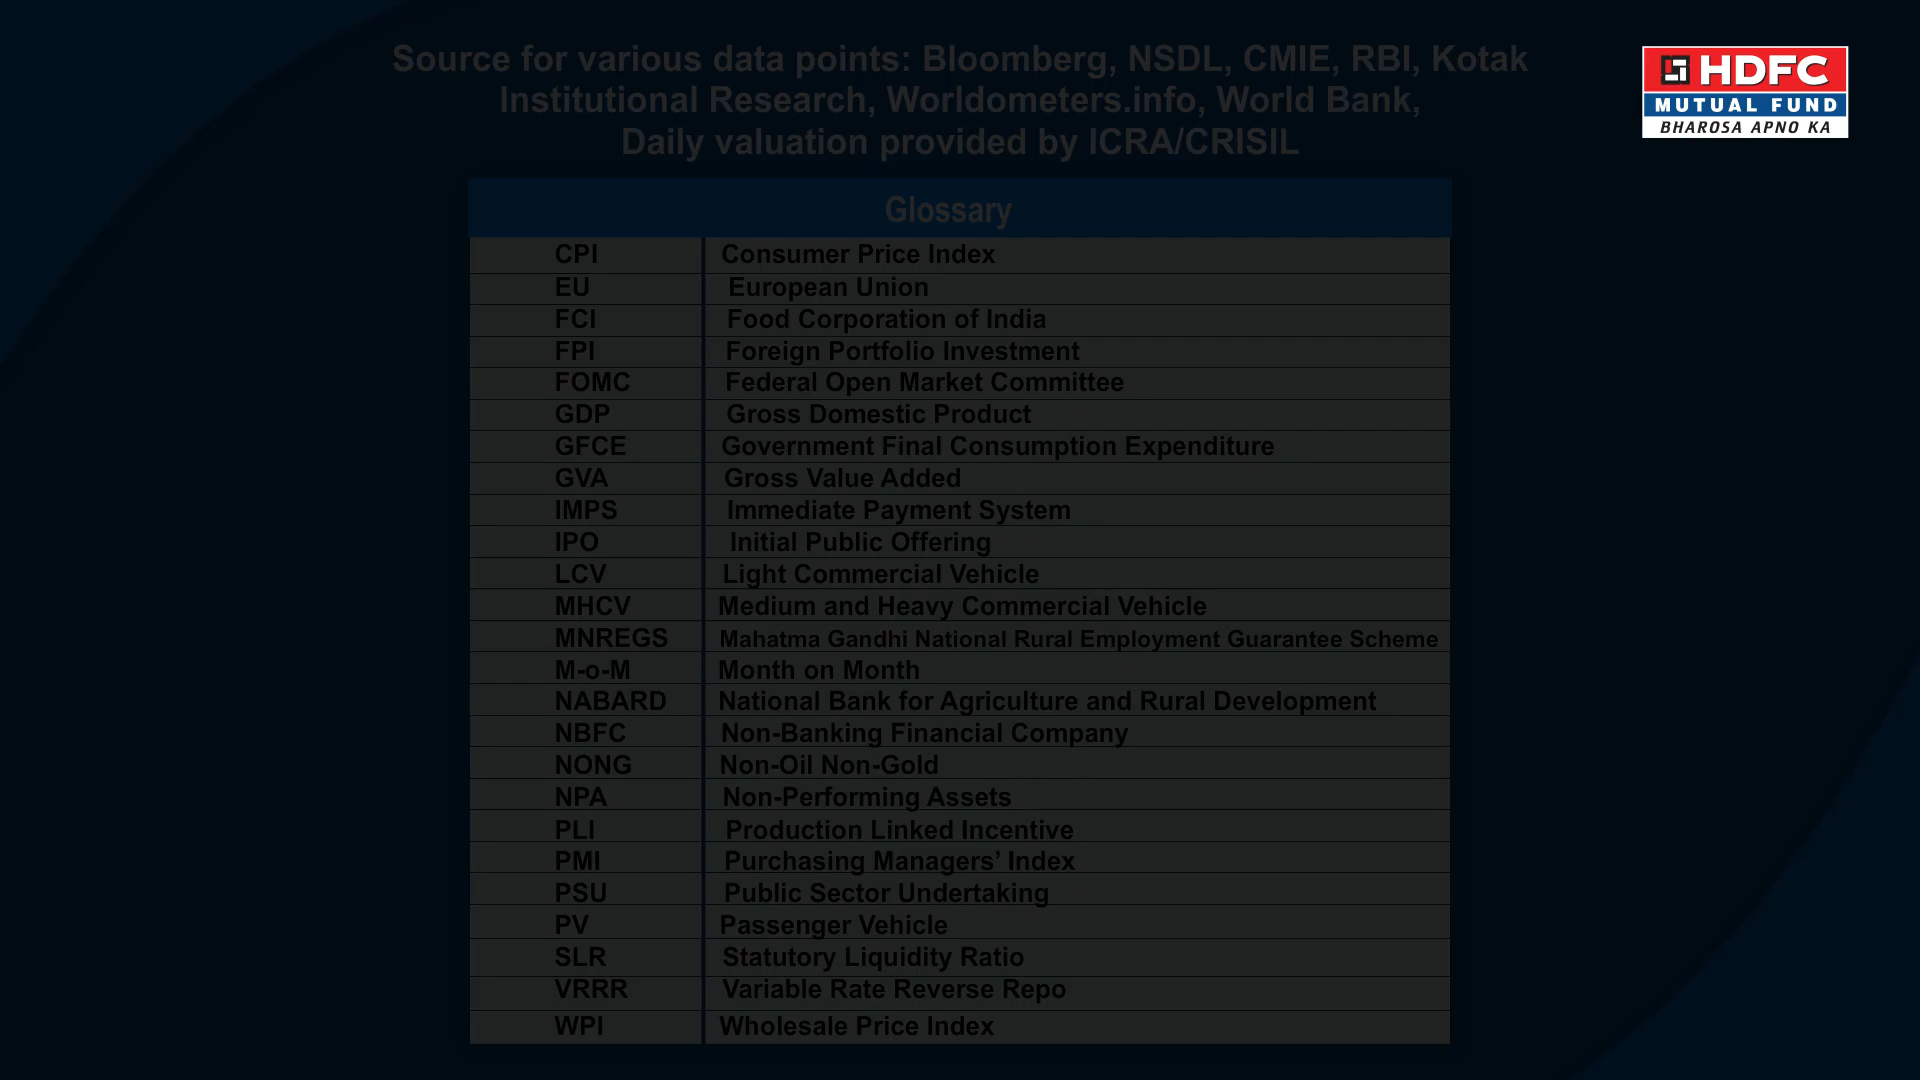 Source for various data points: Bloomberg, NSDL, CMIE, RBI, Kotak
Institutional Research, Worldometers.info, World Bank,
Daily valuation provided by ICRA/CRISIL
HDFC
MUTUAL FUND
BHAROSA APNO KA
Glossary
CPI Consumer Price Index
EU European Union
FCI Food Corporation of India
FPI Foreign Portfolio Investment
FOMC Federal Open Market Committee
GDP Gross Domestic Product
GFCE Government Final Consumption Expenditure
GVA Gross Value Added
IMPS Immediate Payment System
IPO Initial Public Offering
LCV Light Commercial Vehicle
MHCV Medium and Heavy Commercial Vehicle
MNREGS Mahatma Gandhi National Rural Employment Guarantee Scheme
M-o-M Month on Month
NABARD National Bank for Agriculture and Rural Development
NBFC Non-Banking Financial Company
NONG Non-Oil Non-Gold
NPA Non-Performing Assets
PLI Production Linked Incentive
PMI Purchasing Managers’ Index
PSU Public Sector Undertaking
PV Passenger Vehicle
SLR Statutory Liquidity Ratio
VRRR Variable Rate Reverse Repo
WPI Wholesale Price Index